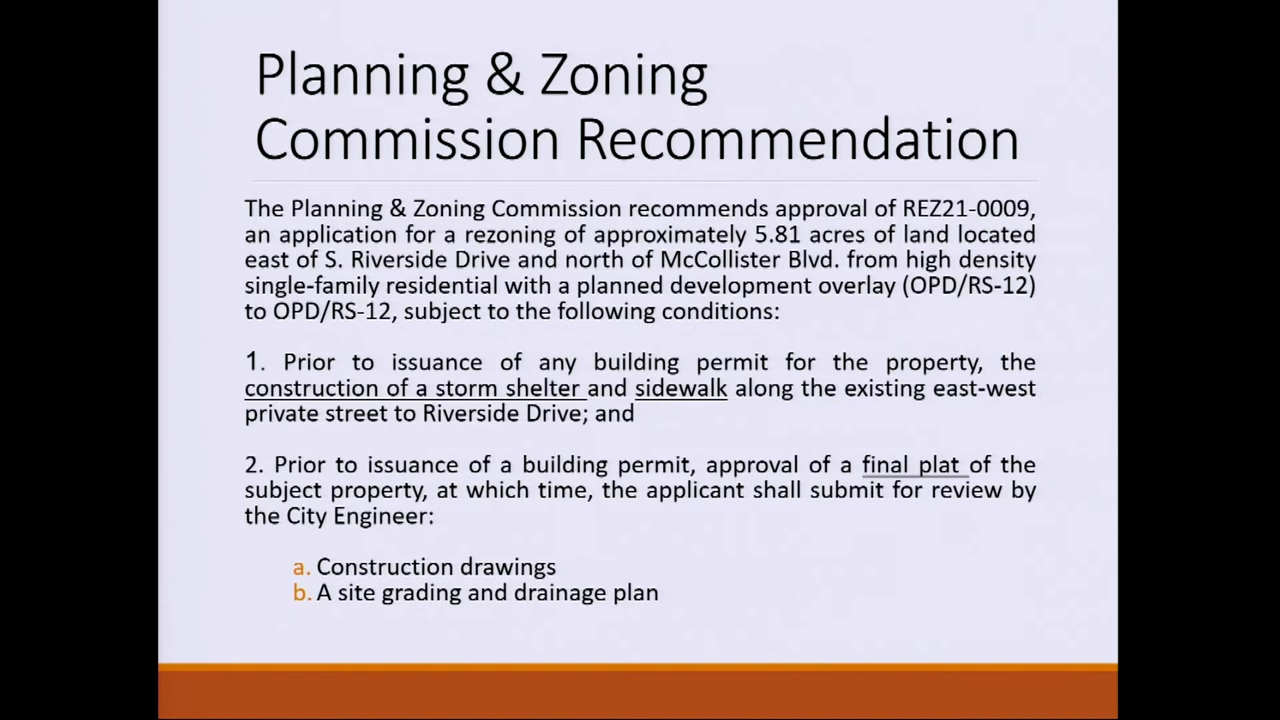 Planning & Zoning
Commission Recommendation
The Planning & Zoning Commission recommends approval of REZ21-0009,
an application for a rezoning of approximately 5.81 acres of land located
east of S. Riverside Drive and north of McCollister Blvd. from high density
single-family residential with a planned development overlay (OPD/RS-12)
to OPD/RS-12, subject to the following conditions:
1. Prior to issuance of any building permit for the property, the
construction of a storm shelter and sidewalk along the existing east-west
private street to Riverside Drive; and
2. Prior to issuance of a building permit, approval of a final plat of the
subject property, at which time, the applicant shall submit for review by
the City Engineer:
a. Construction drawings
b. A site grading and drainage plan